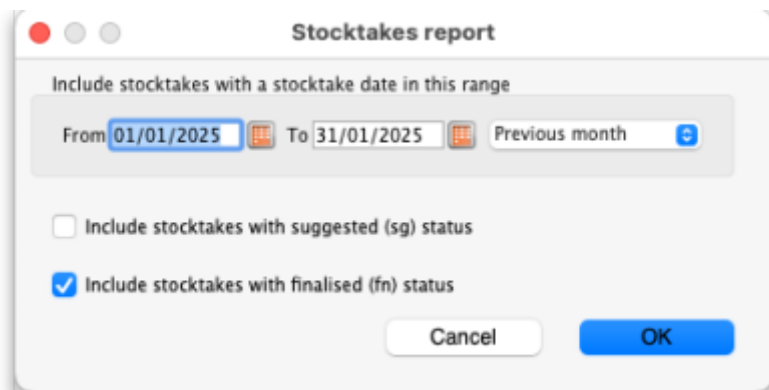 Stocktakes report
Include stocktakes with a stocktake date in this range
From 01/01/2025 To 31/01/2025 Previous month
Include stocktakes with suggested (sg) status
Include stocktakes with finalised (fn) status
Cancel OK